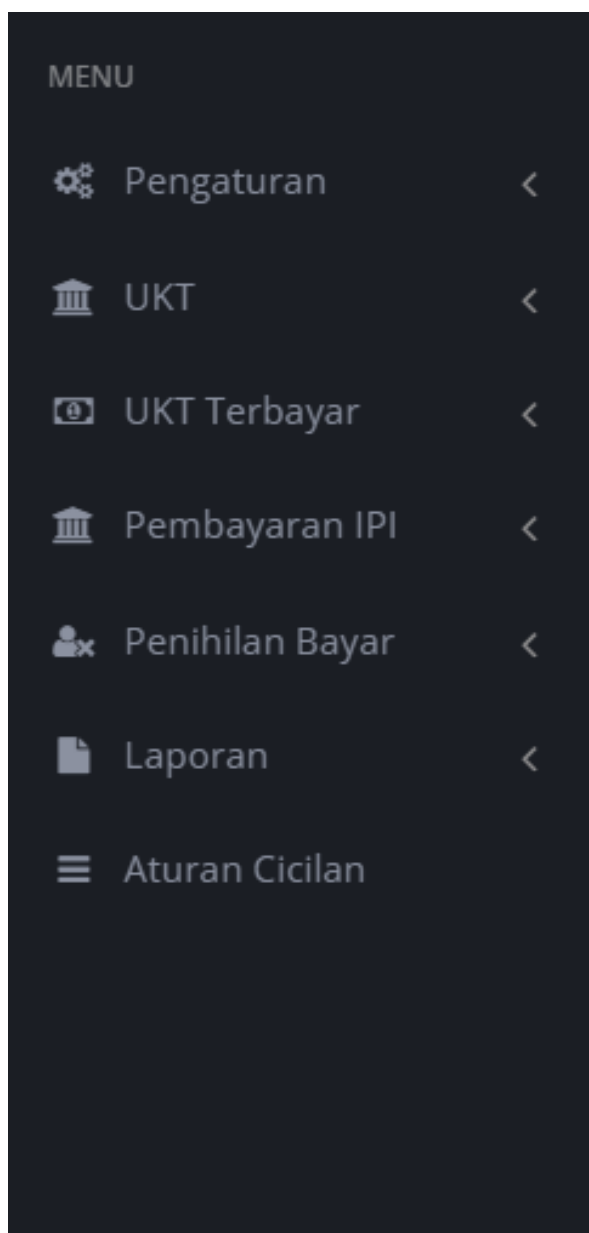 MENU
Pengaturan
UKT
UKT Terbayar
Pembayaran IPI
Penihilan Bayar
Laporan
Aturan Cicilan